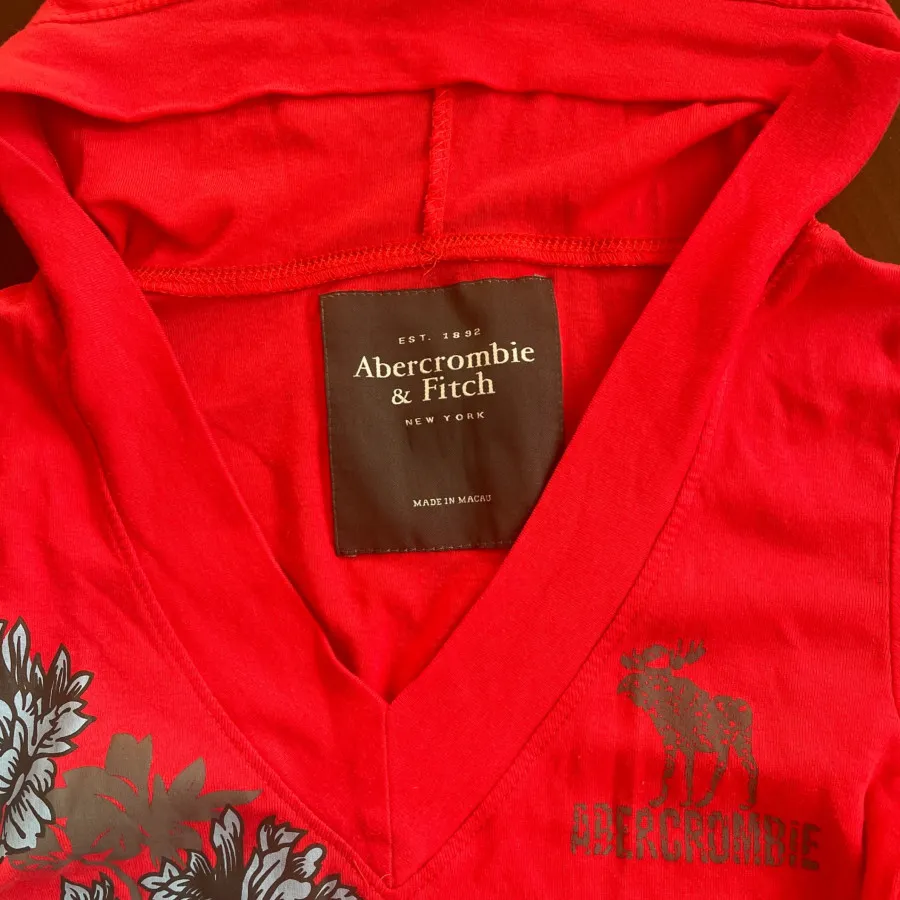 EST. 1892
Abercrombie
& Fitch
NEW YORK
MADE IN MACAU
ABERCROMBIE